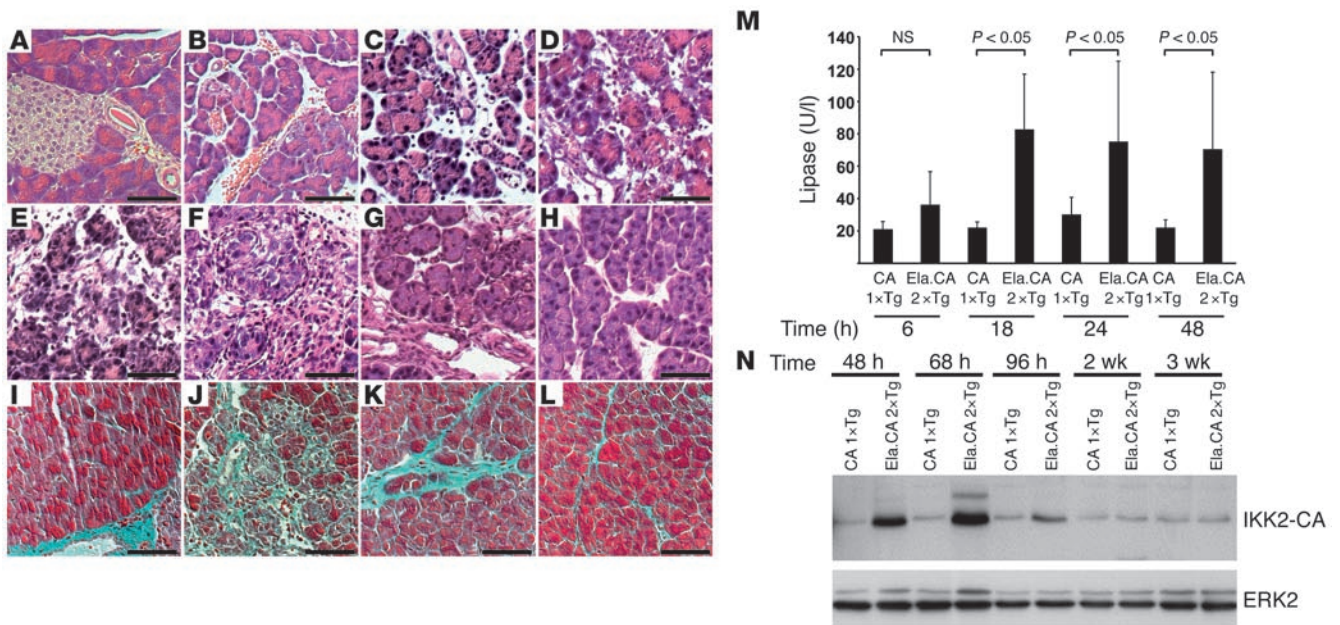 A
B
C
D
E
F
G
H
I
J
K
L
M
Lipase (U/l)
140
120
100
80
60
40
20
NS
P < 0.05
P < 0.05
P < 0.05
CA Ela.CA CA Ela.CA CA Ela.CA CA Ela.CA
1×Tg 2×Tg 1×Tg 2×Tg 1×Tg 2×Tg 1×Tg 2×Tg
Time (h) 6 18 24 48
N
Time 48 h 68 h 96 h 2 wk 3 wk
CA 1×Tg
Ela.CA 2×Tg
CA 1×Tg
Ela.CA 2×Tg
CA 1×Tg
Ela.CA 2×Tg
CA 1×Tg
Ela.CA 2×Tg
CA 1×Tg
Ela.CA 2×Tg
IKK2-CA
ERK2